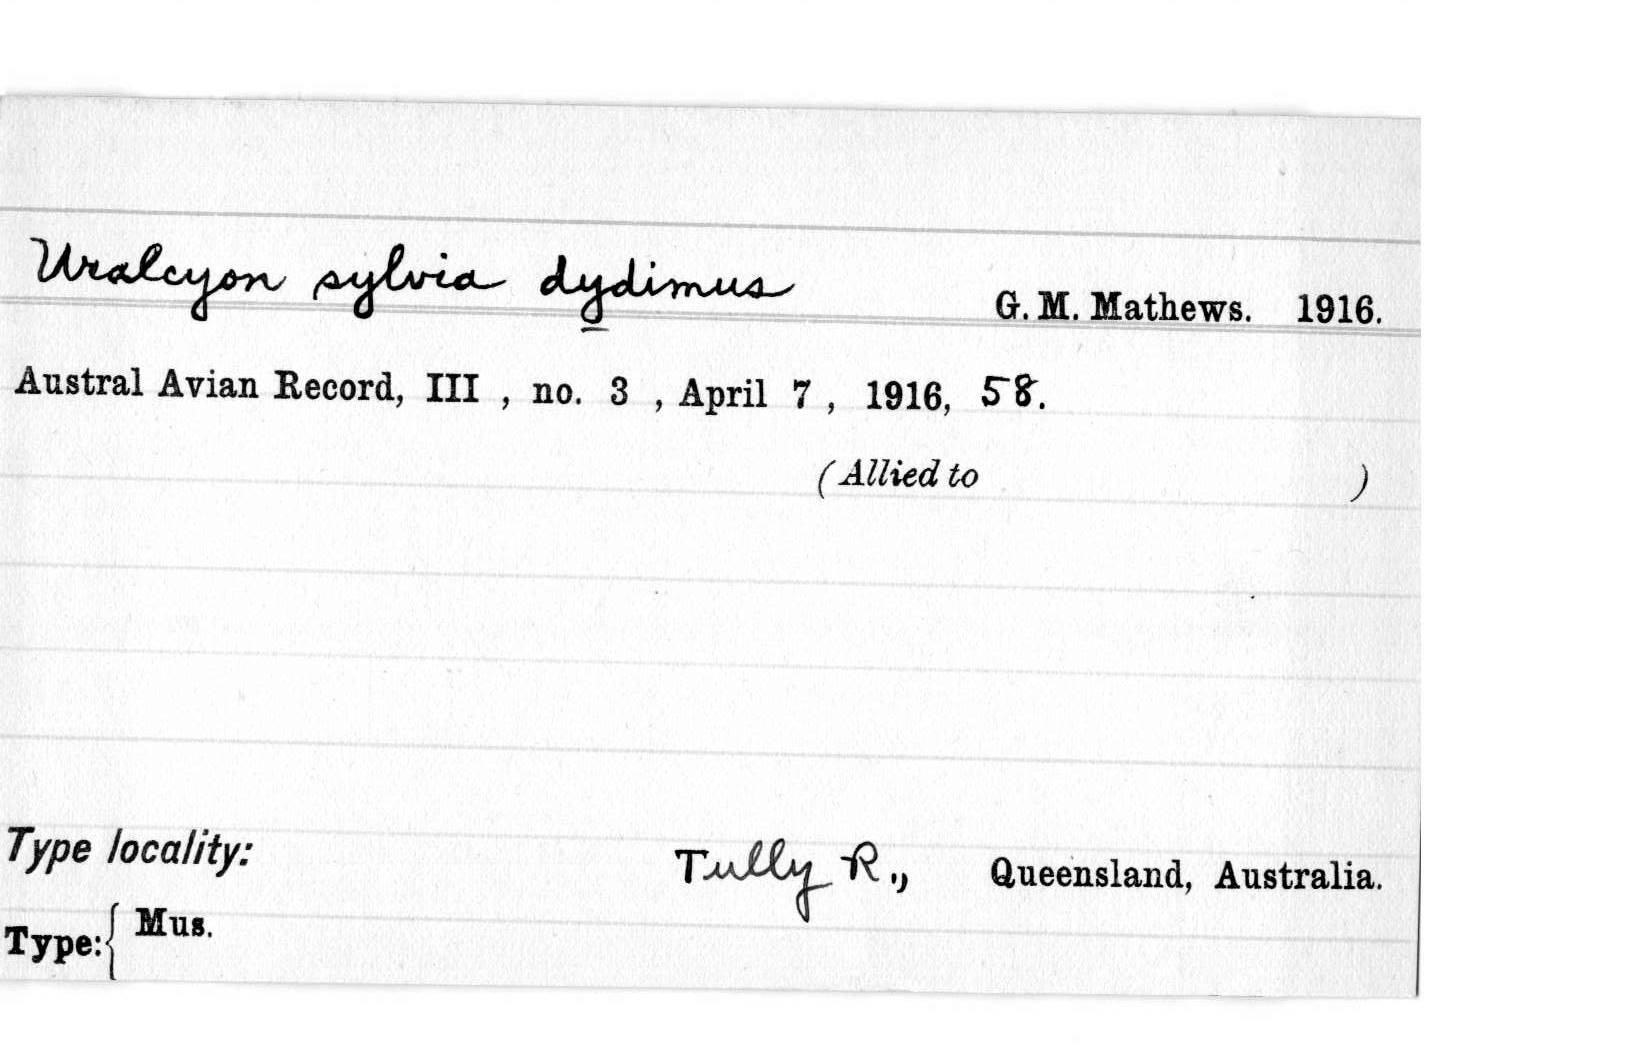 Uralcyon sylvia dydimus G. M. Mathews. 1916.
Austral Avian Record, III , no. 3 , April 7 , 1916, 58.
(Allied to )
Type locality: Tully R., Queensland, Australia.
Type:{ Mus.